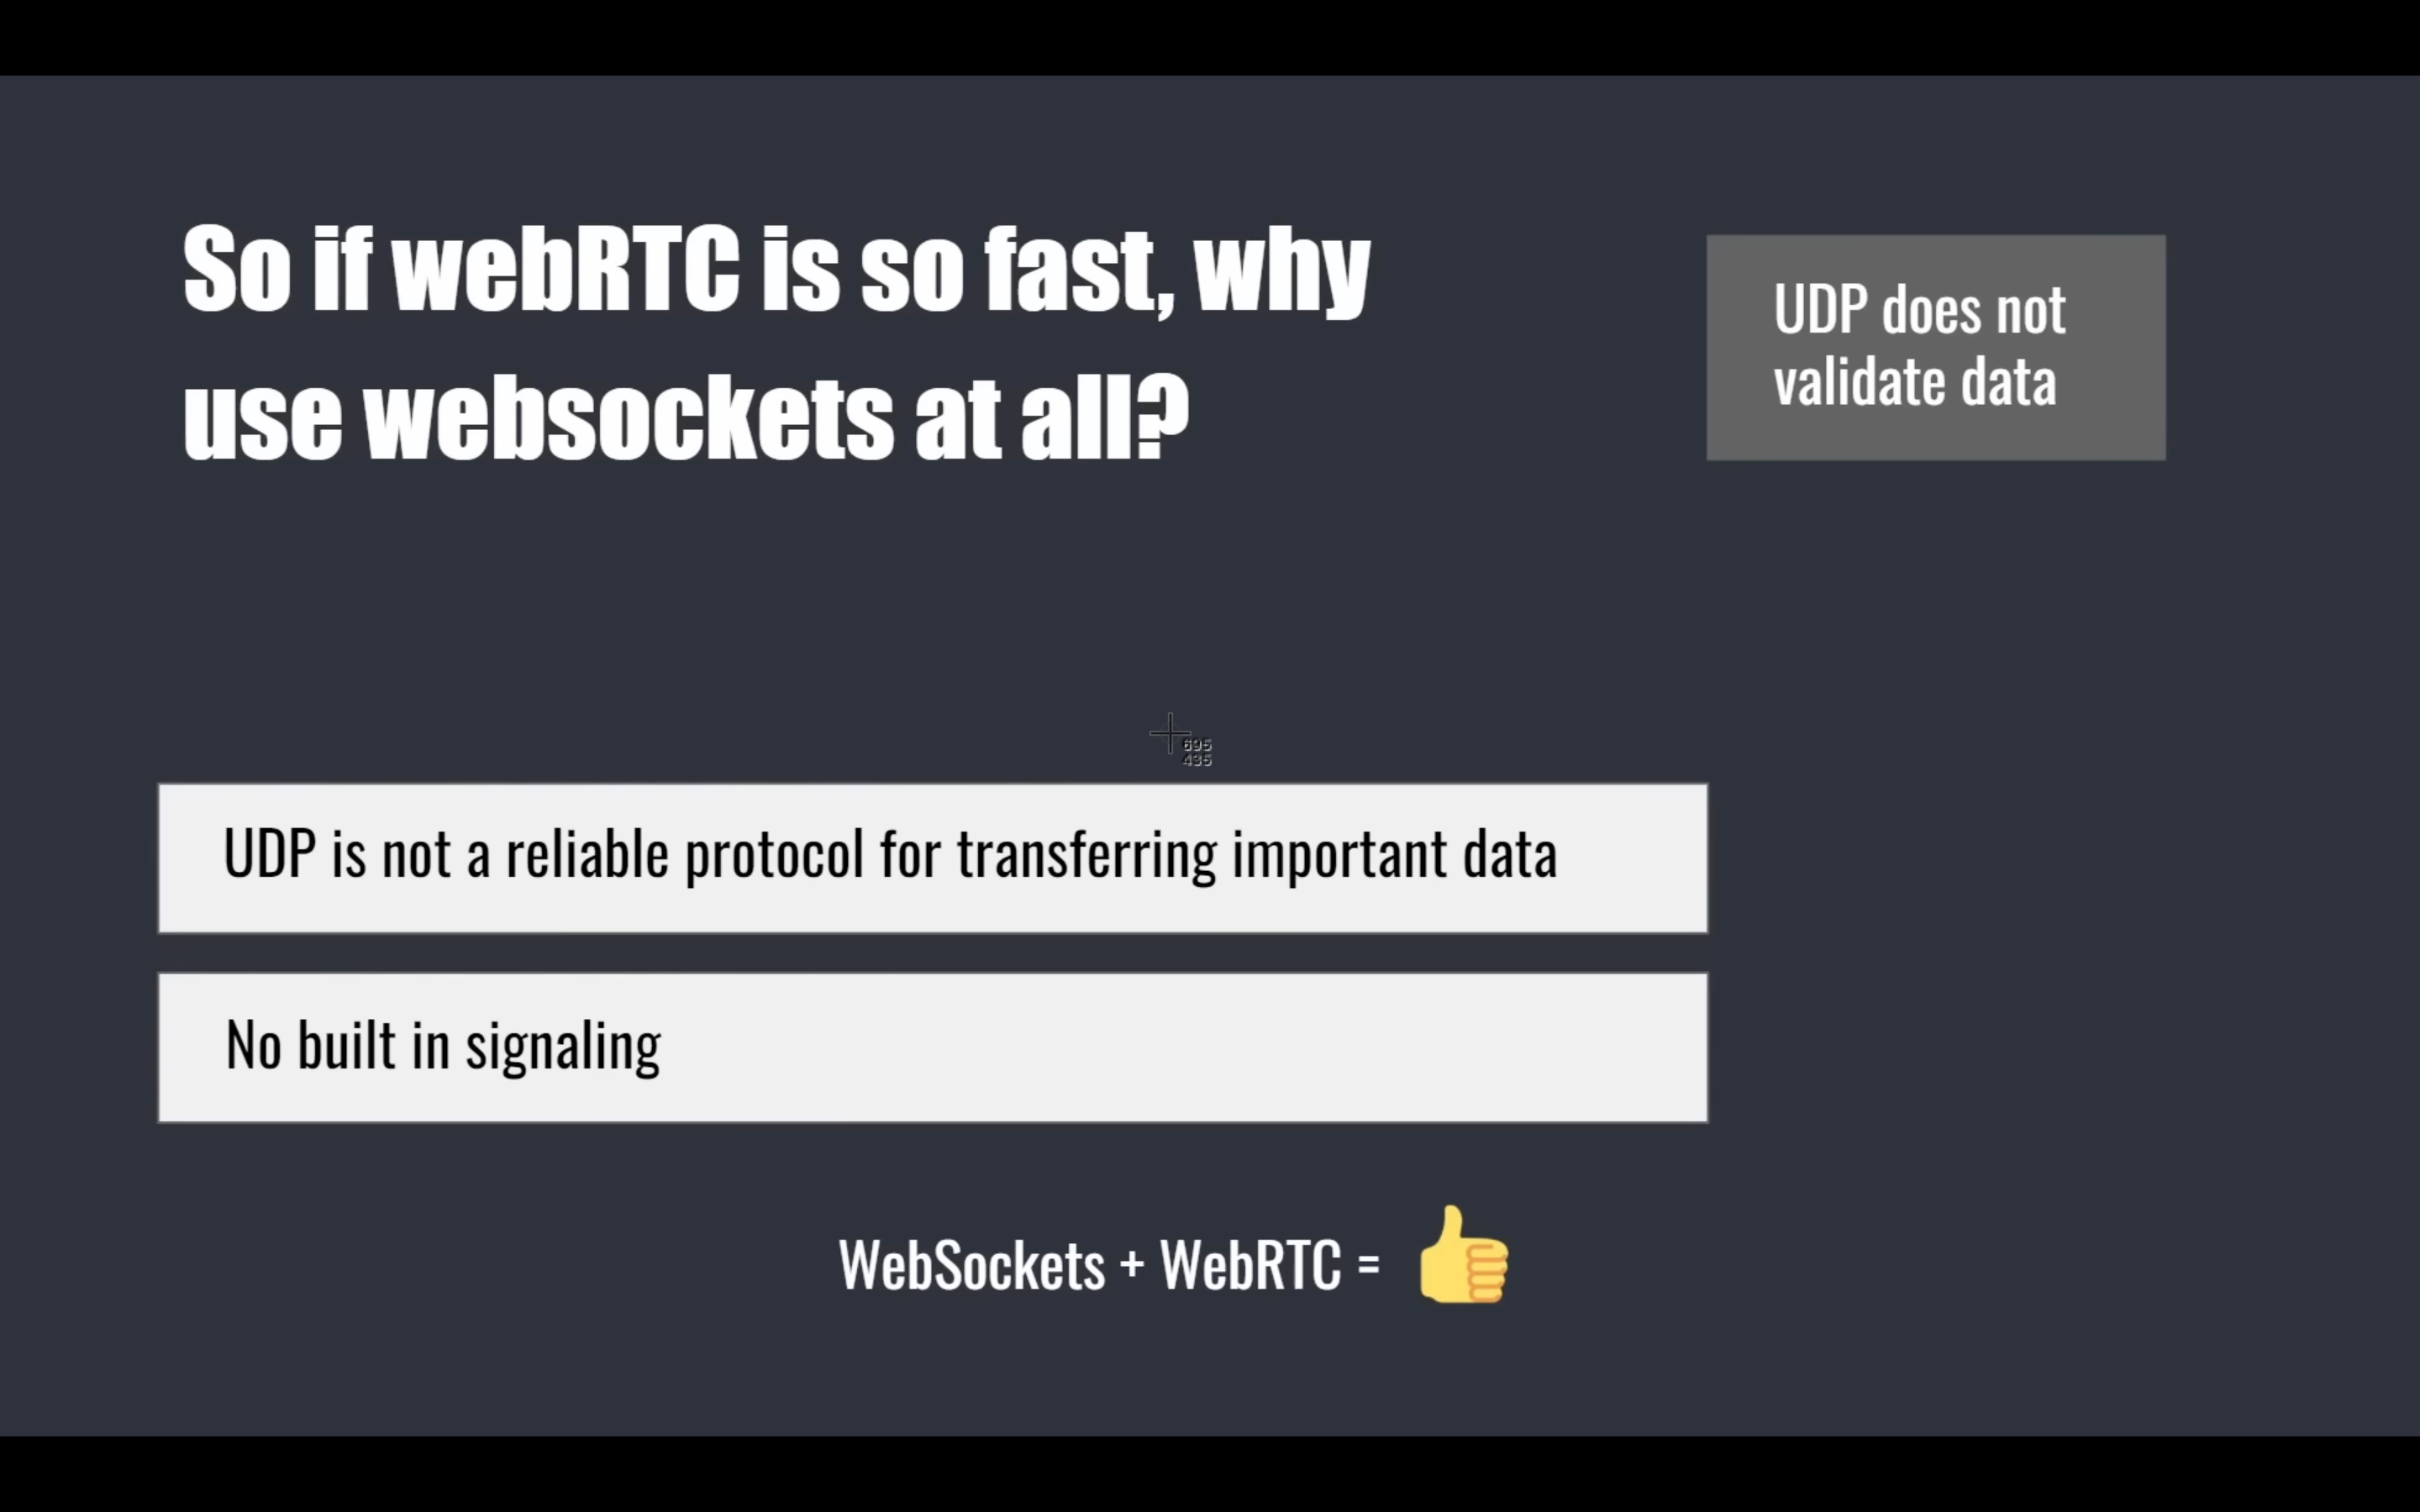 So if webRTC is so fast, why
use websockets at all?
UDP does not
validate data
695
435
UDP is not a reliable protocol for transferring important data
No built in signaling
WebSockets + WebRTC = 👍